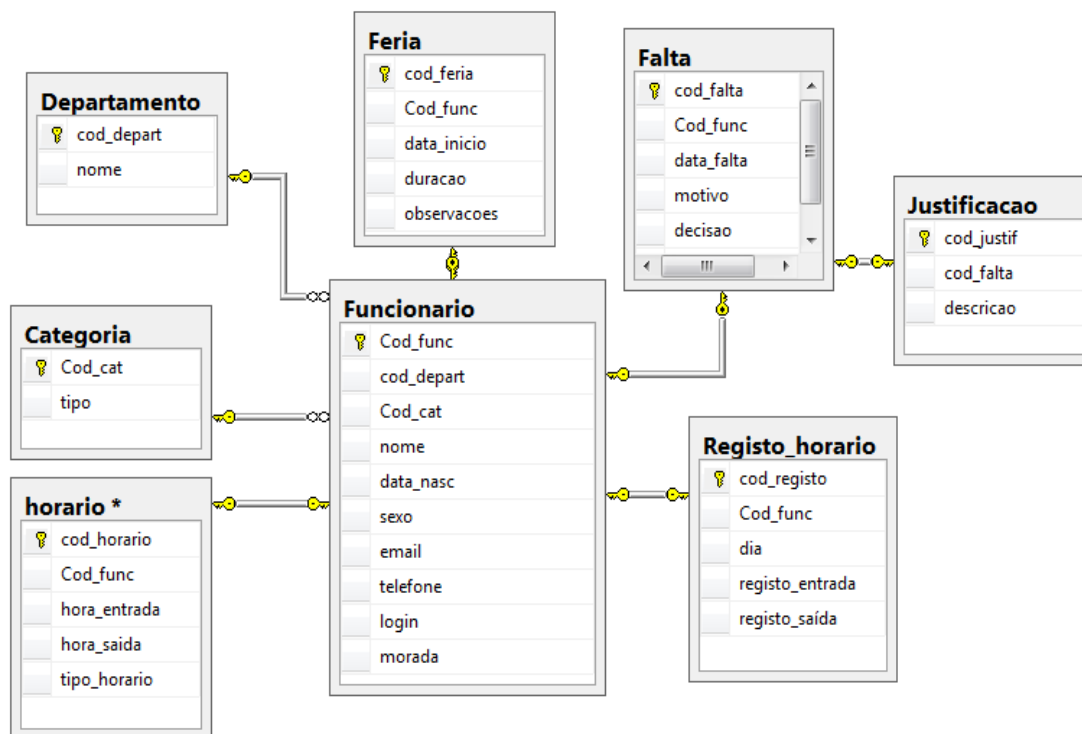 Departamento
cod_depart
nome
Feria
cod_feria
Cod_func
data_inicio
duracao
observacoes
Falta
cod_falta
Cod_func
data_falta
motivo
decisao
Justificacao
cod_justif
cod_falta
descricao
Categoria
Cod_cat
tipo
Funcionario
Cod_func
cod_depart
Cod_cat
nome
data_nasc
sexo
email
telefone
login
morada
horario *
cod_horario
Cod_func
hora_entrada
hora_saida
tipo_horario
Registo_horario
cod_registo
Cod_func
dia
registo_entrada
registo_saída